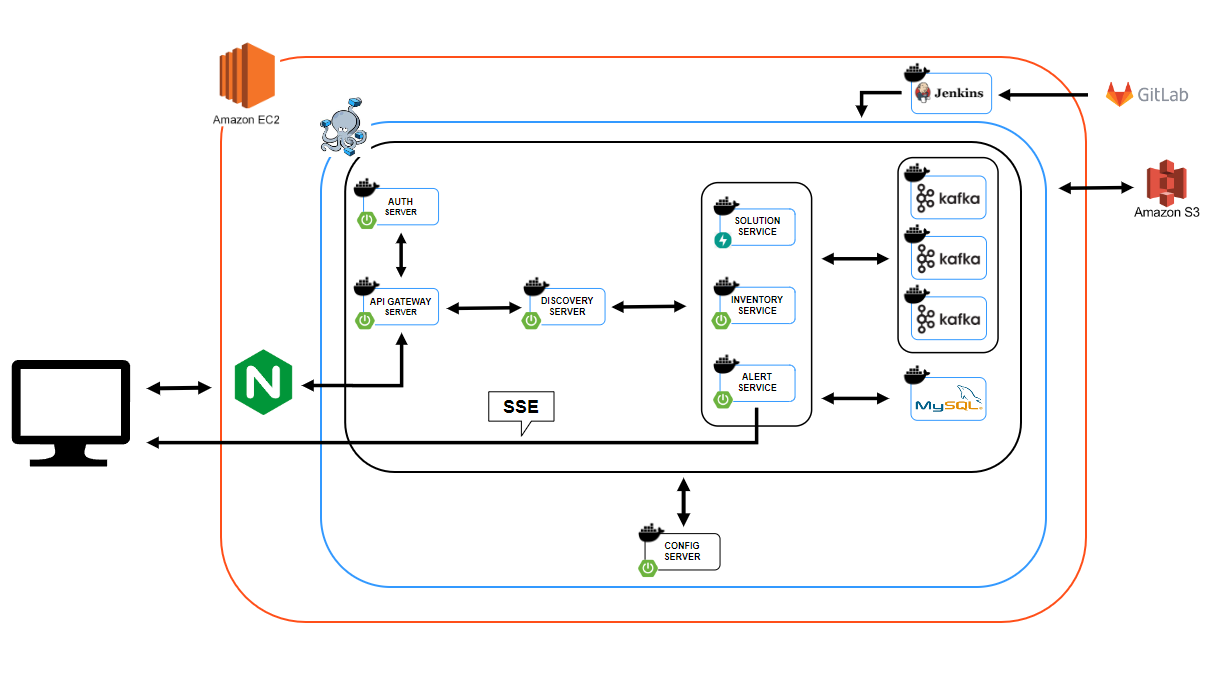 Amazon EC2
Jenkins
GitLab
Amazon S3
AUTH
SERVER
API GATEWAY
SERVER
DISCOVERY
SERVER
SOLUTION
SERVICE
INVENTORY
SERVICE
ALERT
SERVICE
kafka
kafka
kafka
MySQL
SSE
CONFIG
SERVER